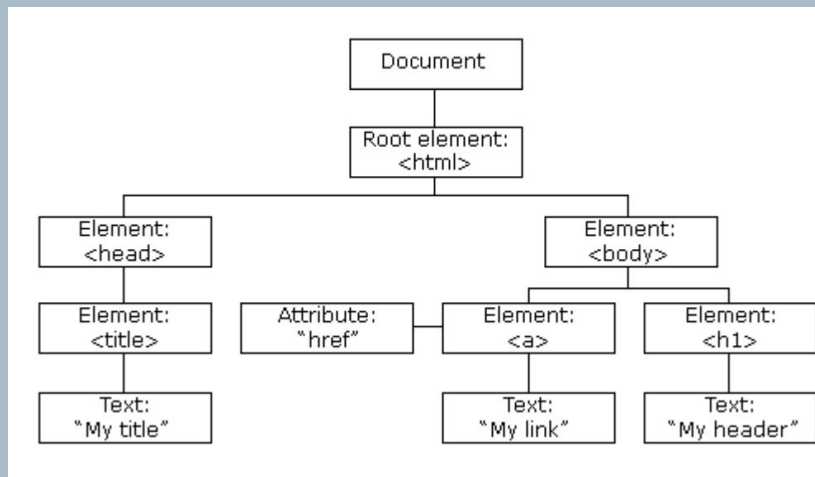 Document
Root element:
<html>
Element:
<head>
Element:
<body>
Element:
<title>
Attribute:
“href”
Element:
<a>
Element:
<h1>
Text:
“My title”
Text:
“My link”
Text:
“My header”